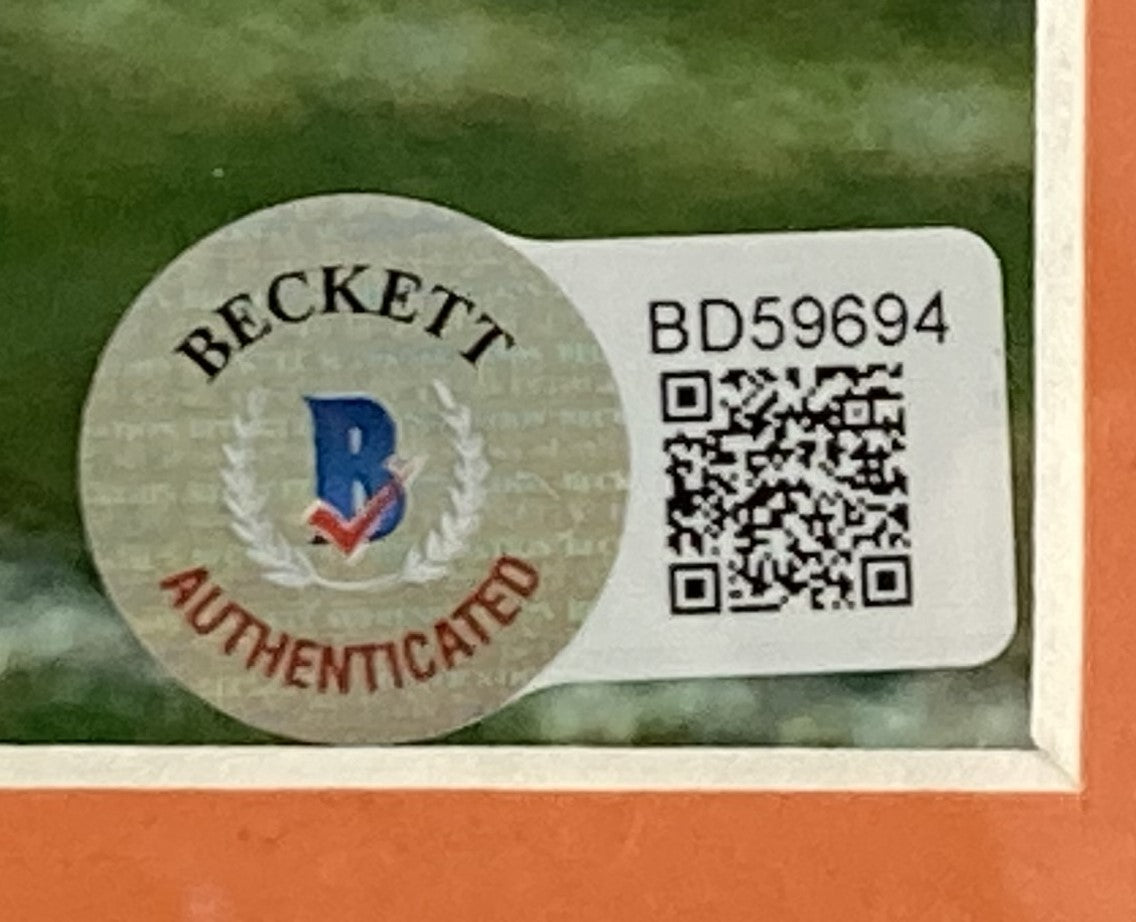 BECKETT
B
AUTHENTICATED
BD59694